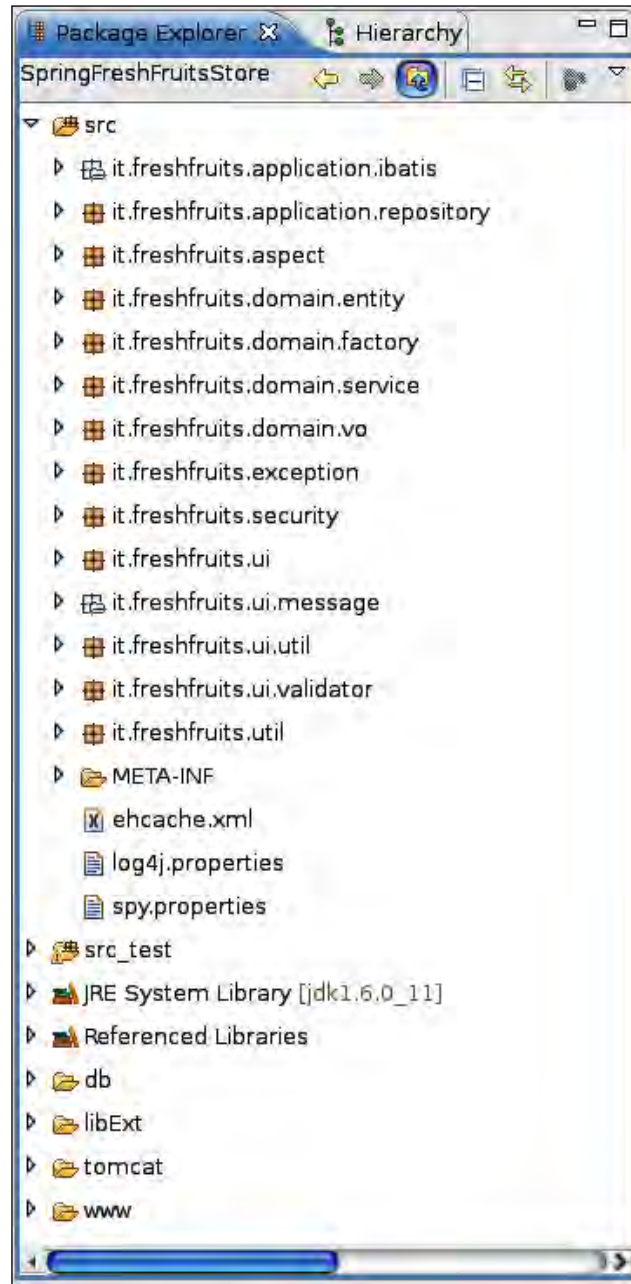 Package Explorer Hierarchy
SpringFreshFruitsStore
src
it.freshfruits.application.ibatis
it.freshfruits.application.repository
it.freshfruits.aspect
it.freshfruits.domain.entity
it.freshfruits.domain.factory
it.freshfruits.domain.service
it.freshfruits.domain.vo
it.freshfruits.exception
it.freshfruits.security
it.freshfruits.ui
it.freshfruits.ui.message
it.freshfruits.ui.util
it.freshfruits.ui.validator
it.freshfruits.util
META-INF
ehcache.xml
log4j.properties
spy.properties
src_test
JRE System Library [jdk1.6.0_11]
Referenced Libraries
db
libExt
tomcat
www